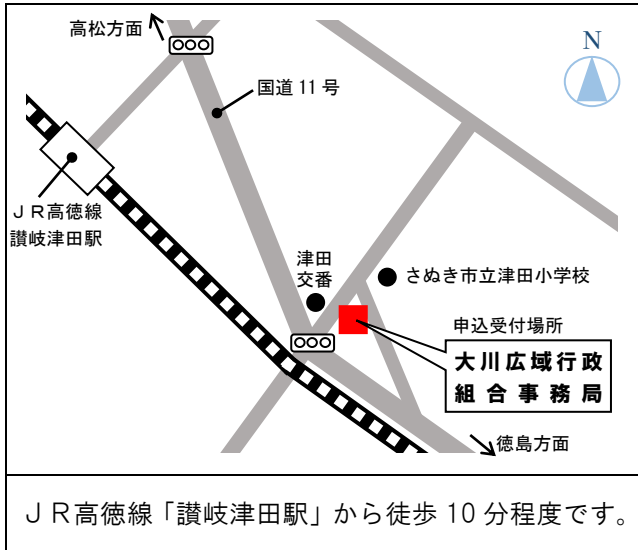 高松方面
N
国道11号
ＪＲ高徳線
讃岐津田駅
津田
交番
さぬき市立津田小学校
申込受付場所
大川広域行政
組合事務局
徳島方面
ＪＲ高徳線「讃岐津田駅」から徒歩10分程度です。